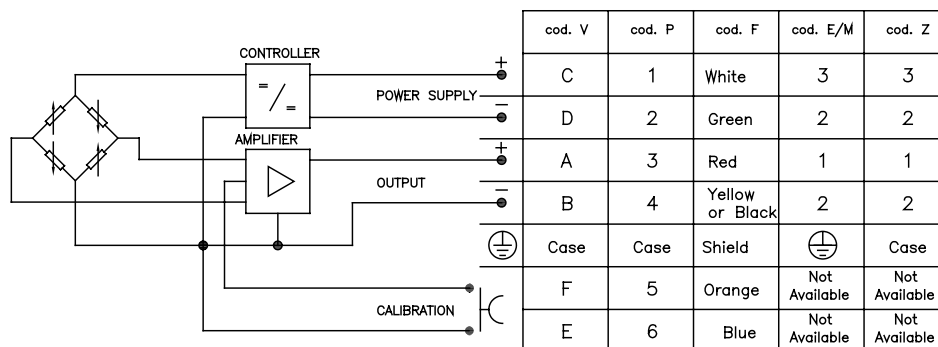 cod. V cod. P cod. F cod. E/M cod. Z
CONTROLLER
= / =
+ C 1 White 3 3
POWER SUPPLY
− D 2 Green 2 2
AMPLIFIER
+ A 3 Red 1 1
OUTPUT
− B 4 Yellow or Black 2 2
Case Case Shield Case
F 5 Orange Not Available Not Available
CALIBRATION
E 6 Blue Not Available Not Available